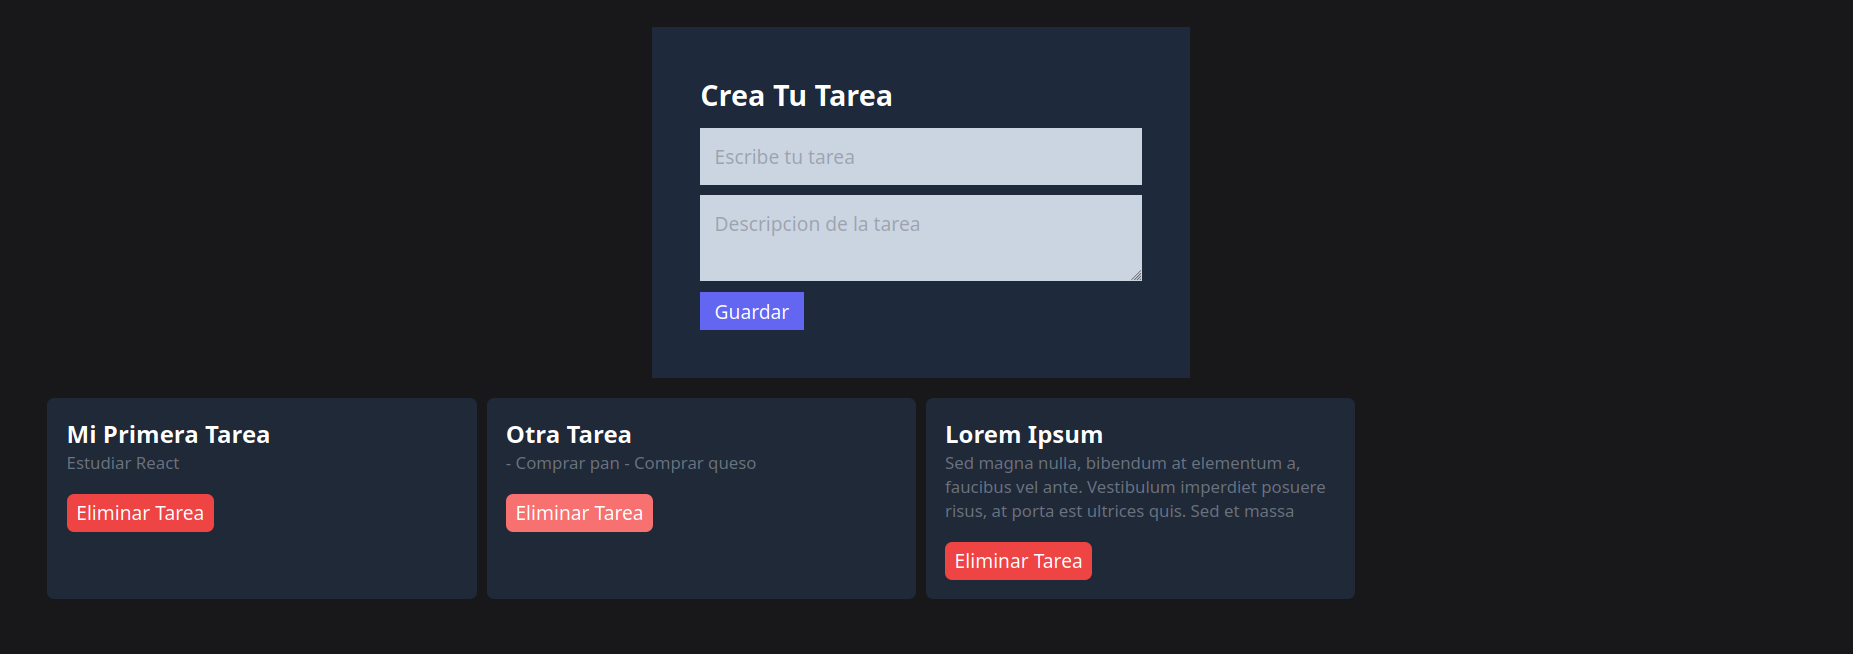 Crea Tu Tarea
Escribe tu tarea
Descripcion de la tarea
Guardar
Mi Primera Tarea
Estudiar React
Eliminar Tarea
Otra Tarea
- Comprar pan - Comprar queso
Eliminar Tarea
Lorem Ipsum
Sed magna nulla, bibendum at elementum a,
faucibus vel ante. Vestibulum imperdiet posuere
risus, at porta est ultrices quis. Sed et massa
Eliminar Tarea